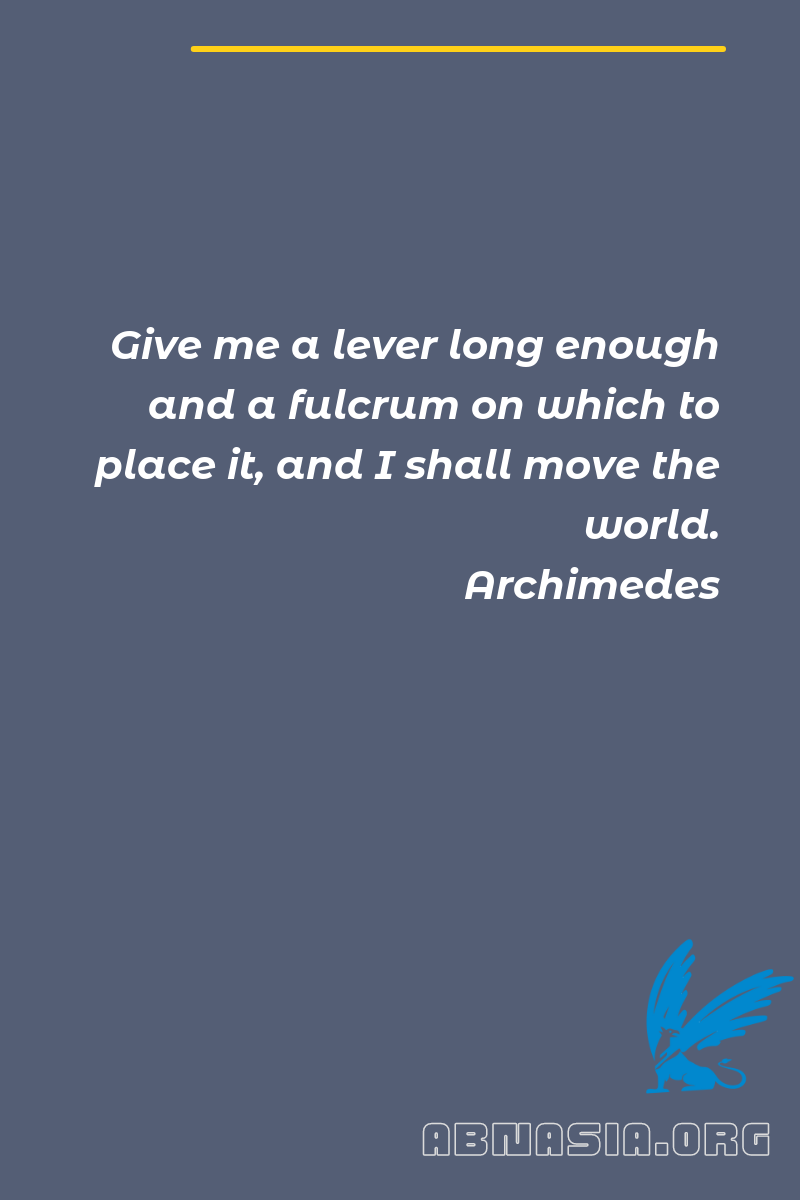 Give me a lever long enough
and a fulcrum on which to
place it, and I shall move the
world.
Archimedes
ABNASIA.ORG